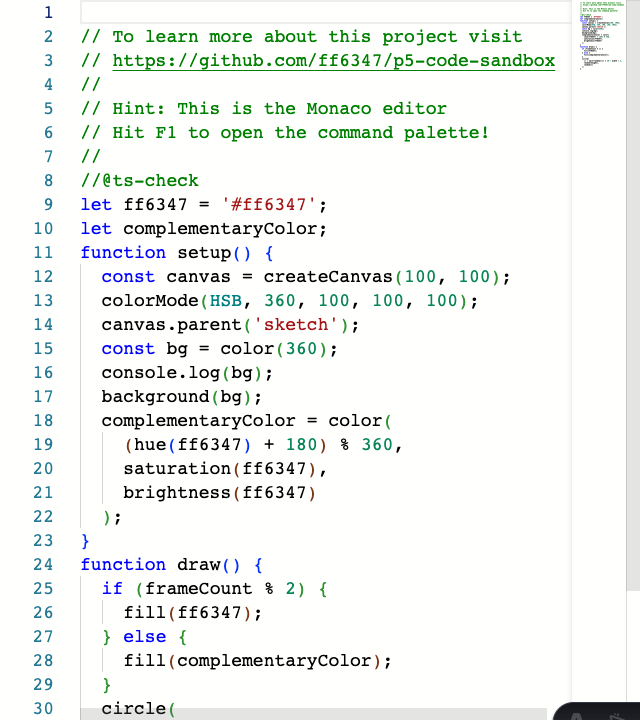 1
2 // To learn more about this project visit
3 // https://github.com/ff6347/p5-code-sandbox
4 //
5 // Hint: This is the Monaco editor
6 // Hit F1 to open the command palette!
7 //
8 //@ts-check
9 let ff6347 = '#ff6347';
10 let complementaryColor;
11 function setup() {
12   const canvas = createCanvas(100, 100);
13   colorMode(HSB, 360, 100, 100, 100);
14   canvas.parent('sketch');
15   const bg = color(360);
16   console.log(bg);
17   background(bg);
18   complementaryColor = color(
19     (hue(ff6347) + 180) % 360,
20     saturation(ff6347),
21     brightness(ff6347)
22   );
23 }
24 function draw() {
25   if (frameCount % 2) {
26     fill(ff6347);
27   } else {
28     fill(complementaryColor);
29   }
30   circle(